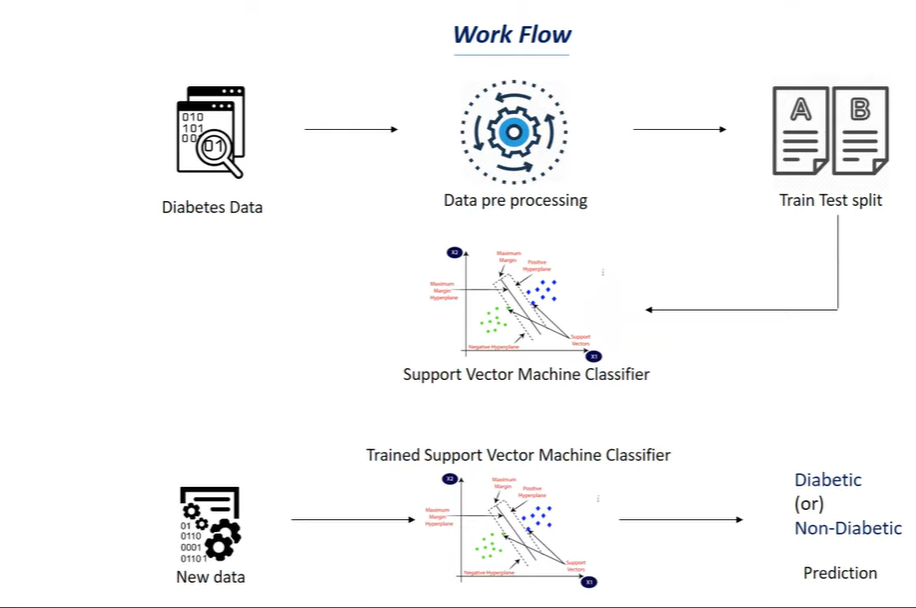 Work Flow
010
101
00
01
Diabetes Data
Data pre processing
A
B
Train Test split
X2
Maximum
Margin
Positive
Hyperplane
Maximum
Margin
Hyperplane
Support
Vectors
Negative Hyperplane
X1
Support Vector Machine Classifier
Trained Support Vector Machine Classifier
X2
Maximum
Margin
Positive
Hyperplane
Maximum
Margin
Hyperplane
Support
Vectors
Negative Hyperplane
X1
01
0110
0001
01101
New data
Diabetic
(or)
Non-Diabetic
Prediction